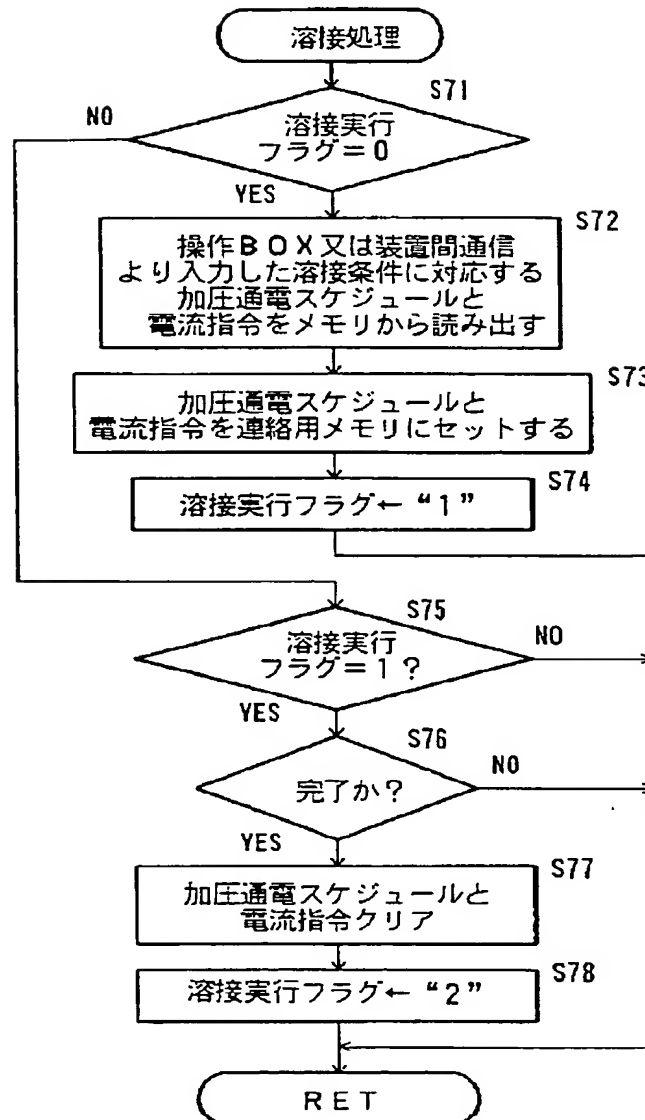 溶接処理
S71
NO
溶接実行
フラグ＝0
YES
S72
操作ＢＯＸ又は装置間通信
より入力した溶接条件に対応する
加圧通電スケジュールと
電流指令をメモリから読み出す
S73
加圧通電スケジュールと
電流指令を連絡用メモリにセットする
S74
溶接実行フラグ←“1”
S75
溶接実行
フラグ＝1？
NO
YES
S76
完了か？
NO
YES
S77
加圧通電スケジュールと
電流指令クリア
S78
溶接実行フラグ←“2”
ＲＥＴ